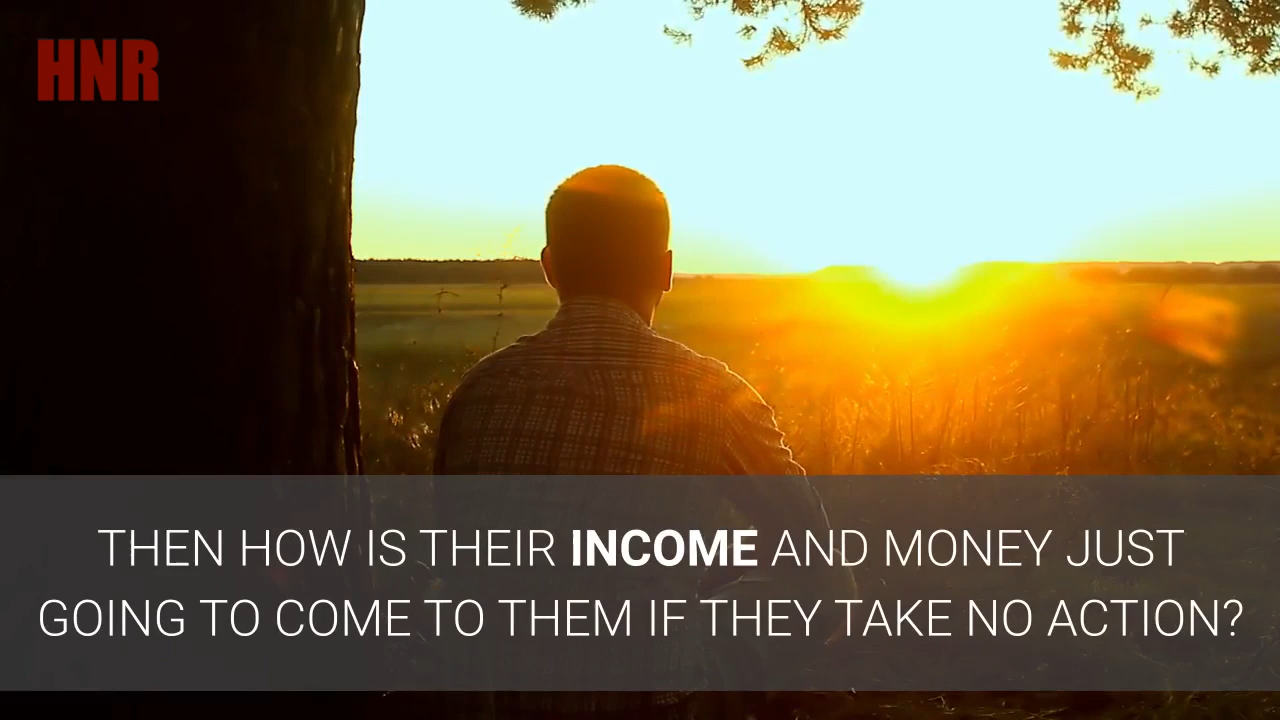 HNR
THEN HOW IS THEIR INCOME AND MONEY JUST
GOING TO COME TO THEM IF THEY TAKE NO ACTION?